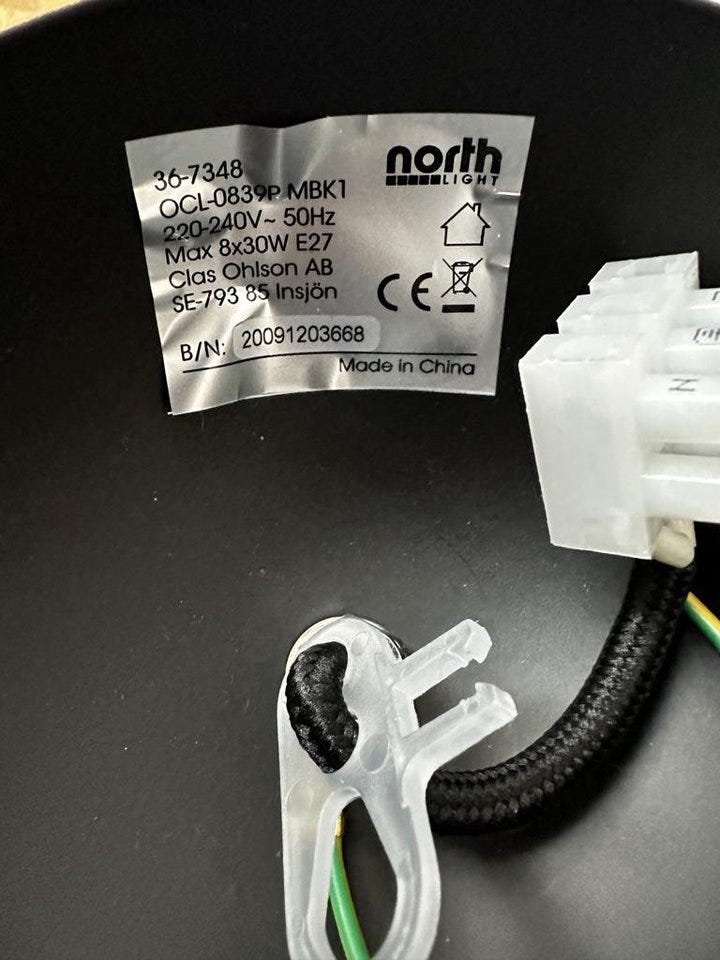 36-7348
OCL-0839P MBK1
220-240V~ 50Hz
Max 8x30W E27
Clas Ohlson AB
SE-793 85 Insjön
B/N: 20091203668
Made in China
north
LIGHT
CE
N